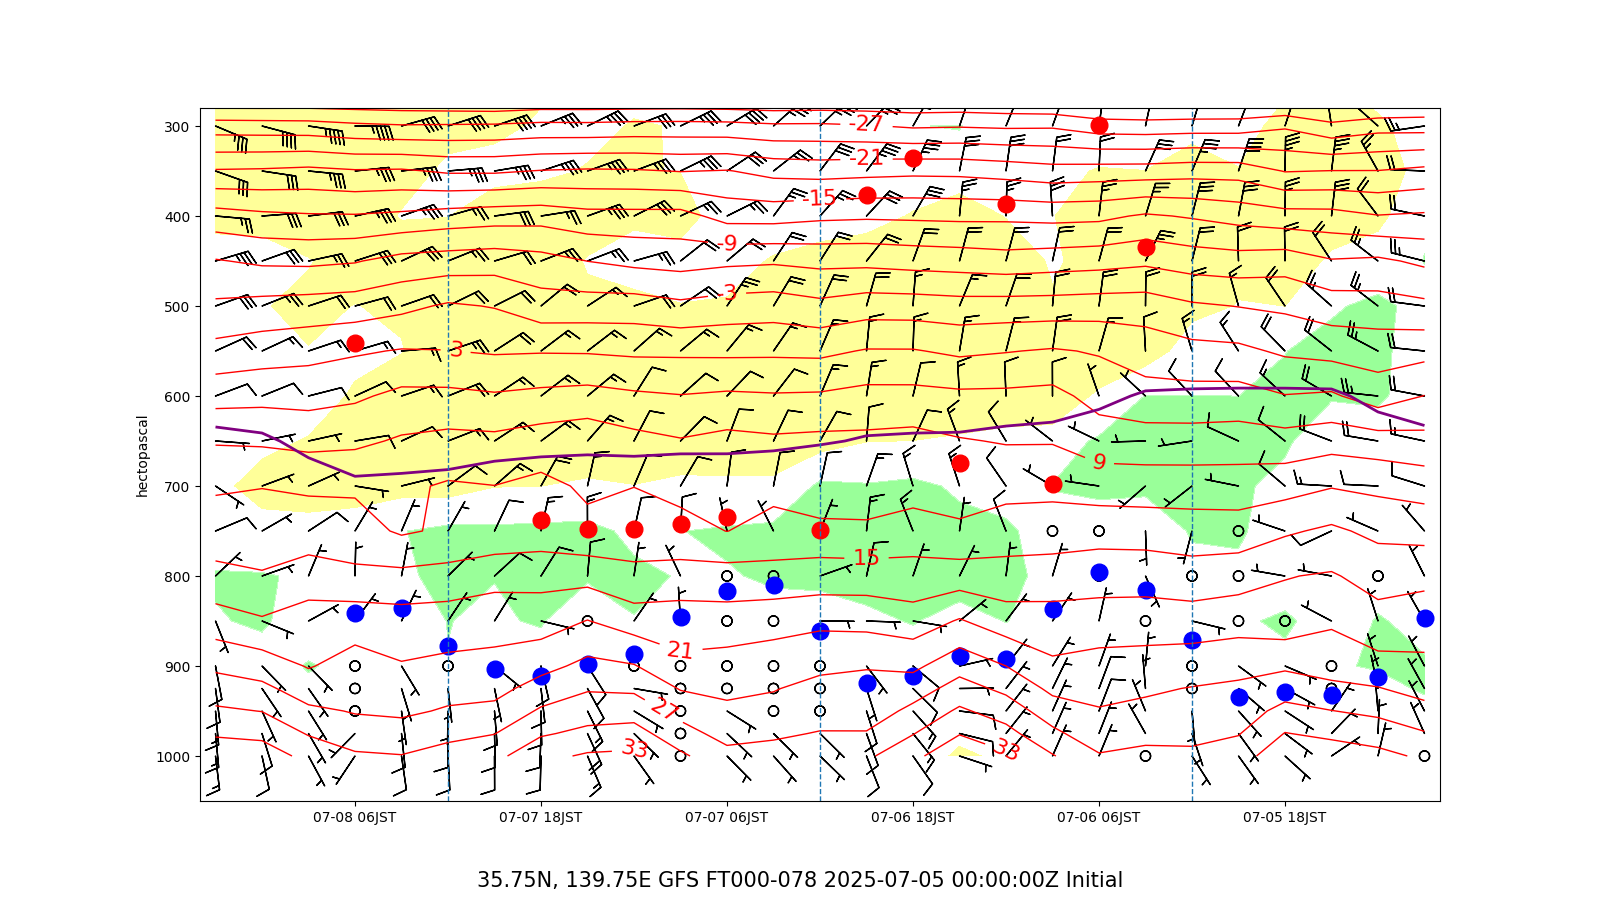 hectopascal
300
400
500
600
700
800
900
1000
-27
-21
-15
-9
-3
3
9
15
21
27
33
33
07-08 06JST
07-07 18JST
07-07 06JST
07-06 18JST
07-06 06JST
07-05 18JST
35.75N, 139.75E GFS FT000-078 2025-07-05 00:00:00Z Initial